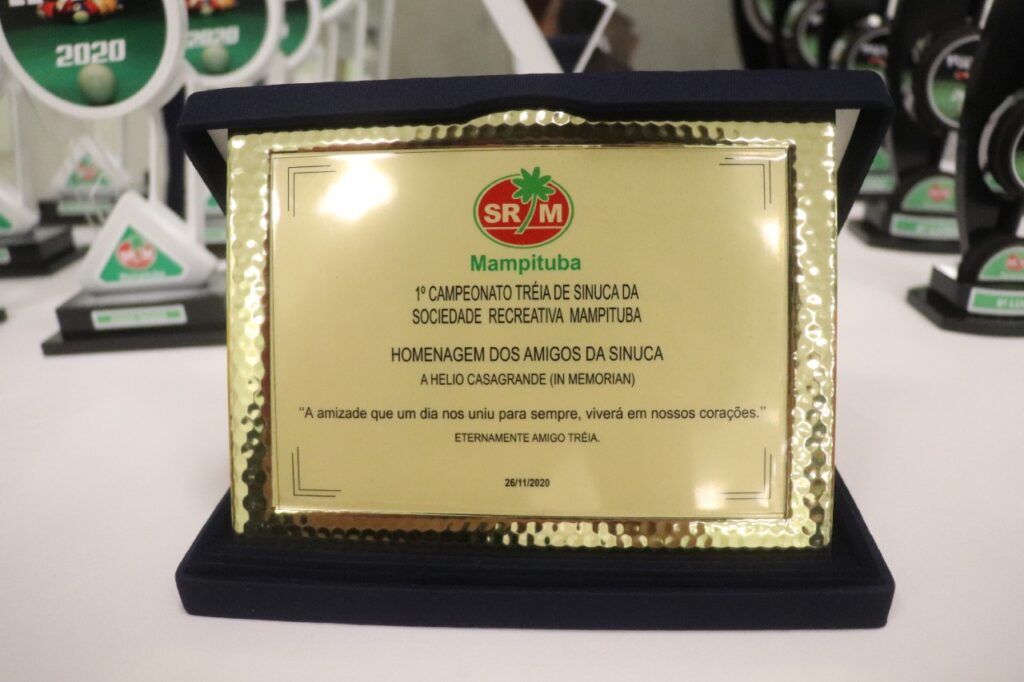 2020
2020
SRM
Mampituba
1º CAMPEONATO TRÉIA DE SINUCA DA
SOCIEDADE RECREATIVA MAMPITUBA
HOMENAGEM DOS AMIGOS DA SINUCA
A HELIO CASAGRANDE (IN MEMORIAN)
“A amizade que um dia nos uniu para sempre, viverá em nossos corações.”
ETERNAMENTE AMIGO TRÉIA.
26/11/2020